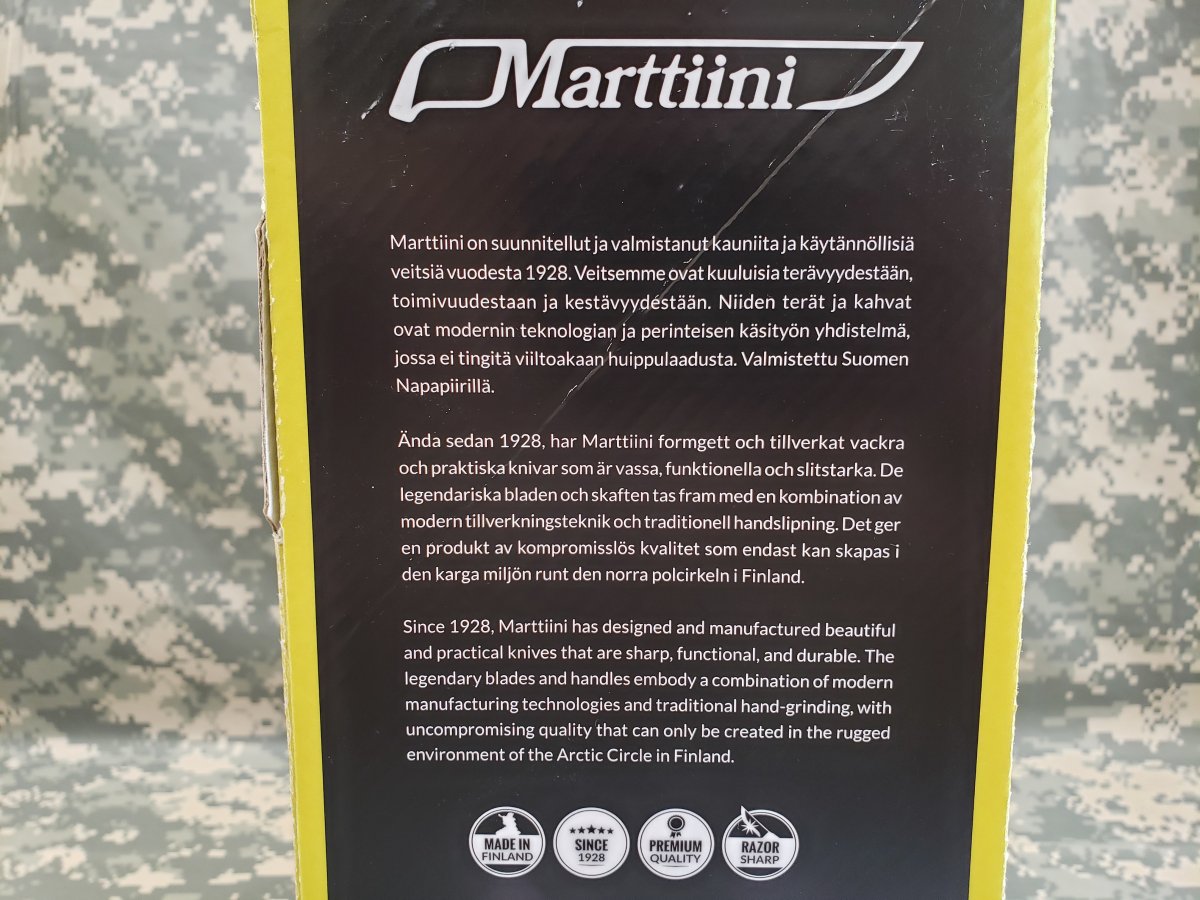 Marttiini
Marttiini on suunnitellut ja valmistanut kauniita ja käytännöllisiä
veitsiä vuodesta 1928. Veitsemme ovat kuuluisia terävyydestään,
toimivuudestaan ja kestävyydestään. Niiden terät ja kahvat
ovat modernin teknologian ja perinteisen käsityön yhdistelmä,
jossa ei tingitä viiltoakaan huippulaadusta. Valmistettu Suomen
Napapiirillä.
Ända sedan 1928, har Marttiini formgett och tillverkat vackra
och praktiska knivar som är vassa, funktionella och slitstarka. De
legendariska bladen och skaften tas fram med en kombination av
modern tillverkningsteknik och traditionell handslipning. Det ger
en produkt av kompromisslös kvalitet som endast kan skapas i
den karga miljön runt den norra polcirkeln i Finland.
Since 1928, Marttiini has designed and manufactured beautiful
and practical knives that are sharp, functional, and durable. The
legendary blades and handles embody a combination of modern
manufacturing technologies and traditional hand-grinding, with
uncompromising quality that can only be created in the rugged
environment of the Arctic Circle in Finland.
MADE IN
FINLAND
SINCE
1928
PREMIUM
QUALITY
RAZOR
SHARP